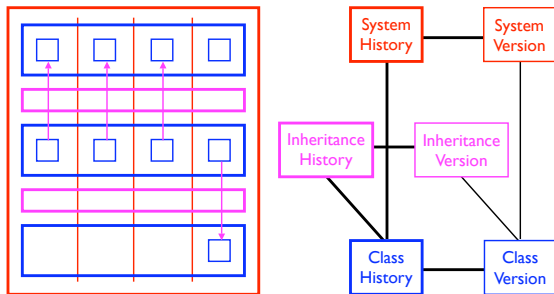 System
History
System
Version
Inheritance
History
Inheritance
Version
Class
History
Class
Version